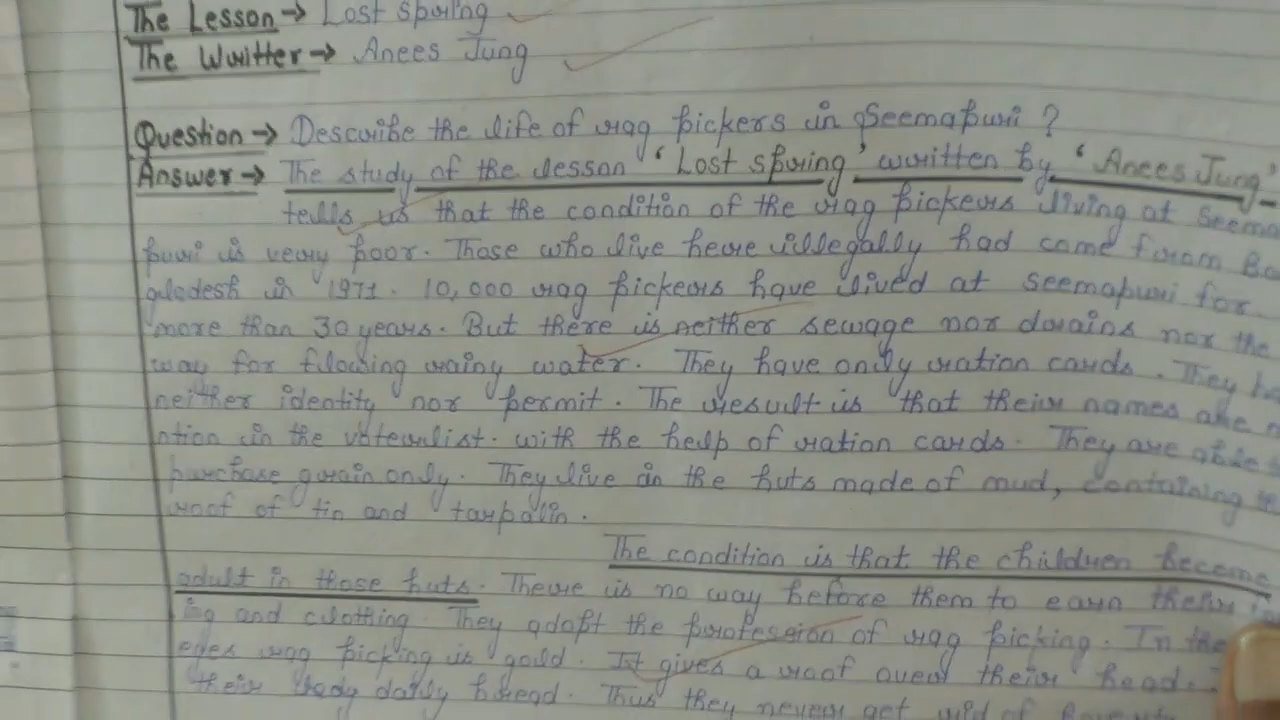 The Lesson → Lost Spring
The Writter → Anees Jung
Question → Describe the life of rag pickers in Seemapuri ?
Answer → The study of the lesson 'Lost spring' written by 'Anees Jung'
tells us that the condition of the rag pickers living at Seema
puri is very poor. Those who live here illegally had come from Ba
gladesh in 1971. 10,000 rag pickers have lived at seemapuri for
more than 30 years. But there is neither sewage nor drains nor the
way for flowing rainy water. They have only ration cards. They ha
neither identity nor permit. The result is that their names are n
ntion in the voterlist. with the help of ration cards. They are able t
purchase grain only. They live in the huts made of mud, containing
roof of tin and tarpalin.
The condition is that the children become
adult in those huts. There is no way before them to earn their
ing and clothing. They adopt the profession of rag picking. In the
eyes rag picking is gold. It gives a roof over their head.
their daily bread. Thus they never get rid of